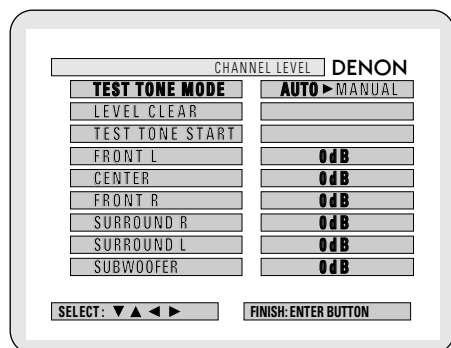 CHANNEL LEVEL DENON
TEST TONE MODE AUTO ►MANUAL
LEVEL CLEAR
TEST TONE START
FRONT L 0dB
CENTER 0dB
FRONT R 0dB
SURROUND R 0dB
SURROUND L 0dB
SUBWOOFER 0dB
SELECT: ▼ ▲ ◄ ► FINISH: ENTER BUTTON